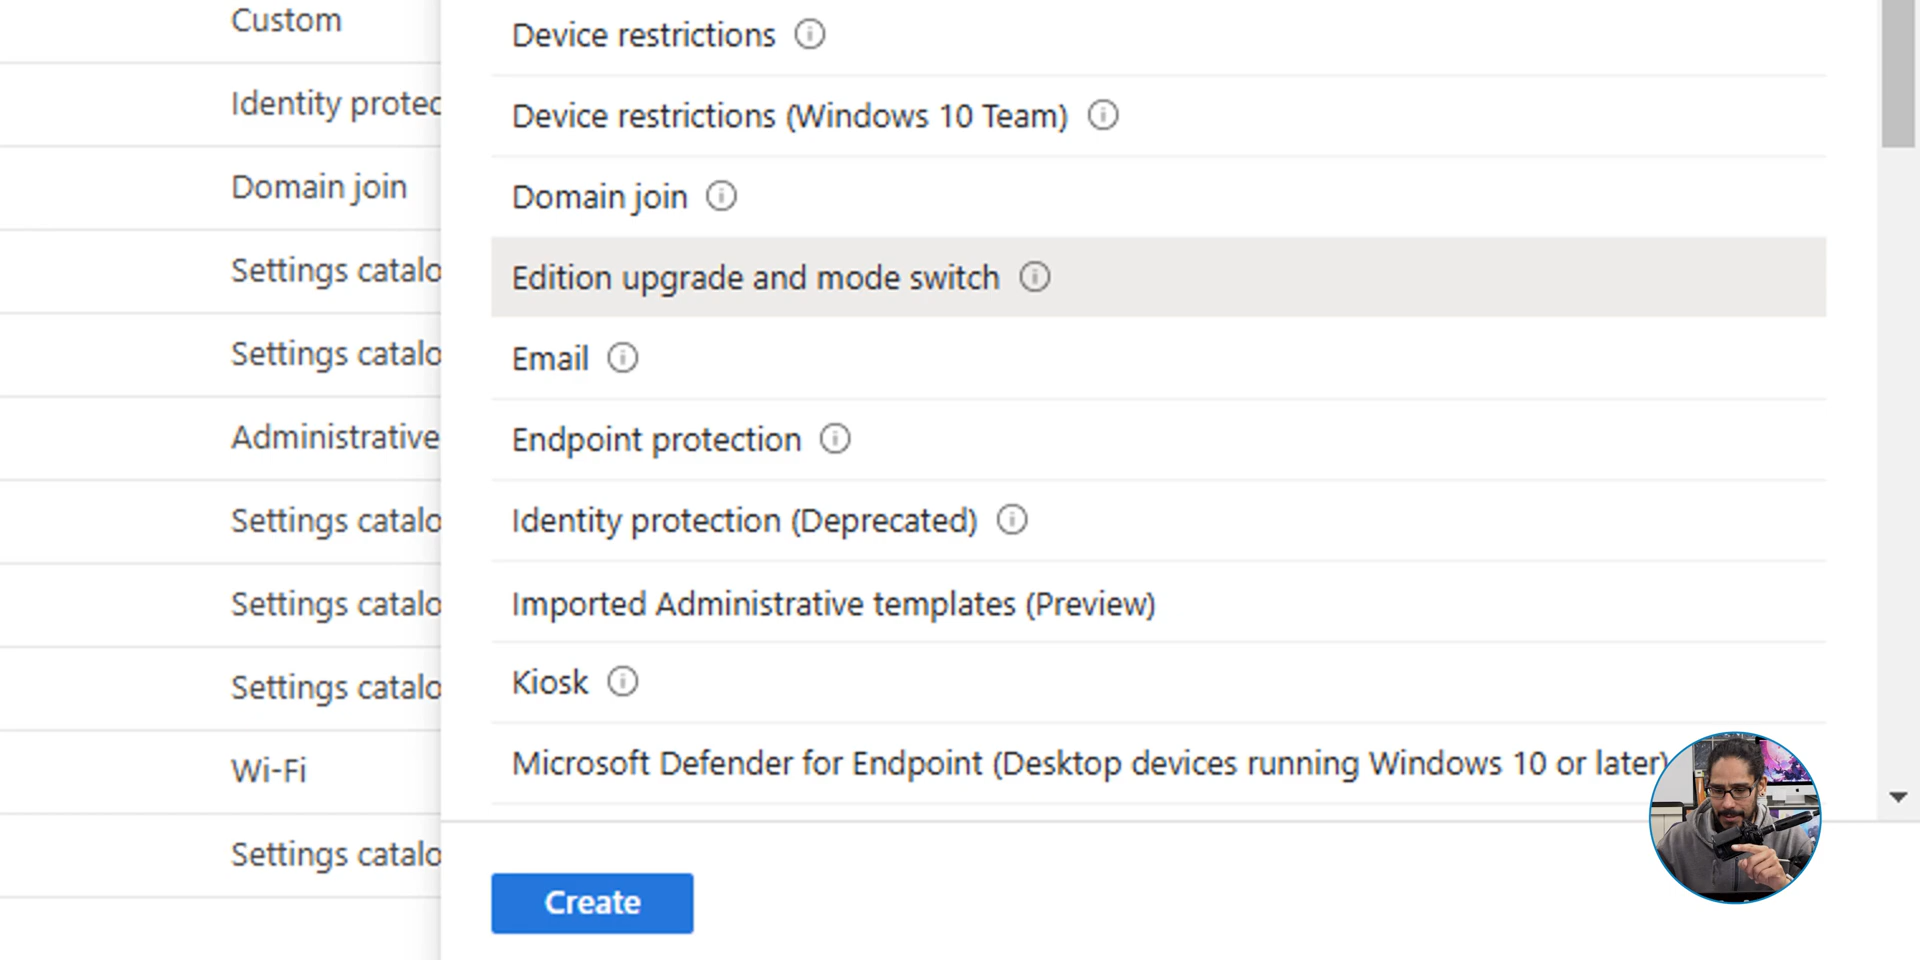 Custom
Identity protec
Domain join
Settings catalo
Settings catalo
Administrative
Settings catalo
Settings catalo
Settings catalo
Wi-Fi
Settings catalo
Device restrictions
Device restrictions (Windows 10 Team)
Domain join
Edition upgrade and mode switch
Email
Endpoint protection
Identity protection (Deprecated)
Imported Administrative templates (Preview)
Kiosk
Microsoft Defender for Endpoint (Desktop devices running Windows 10 or later)
Create